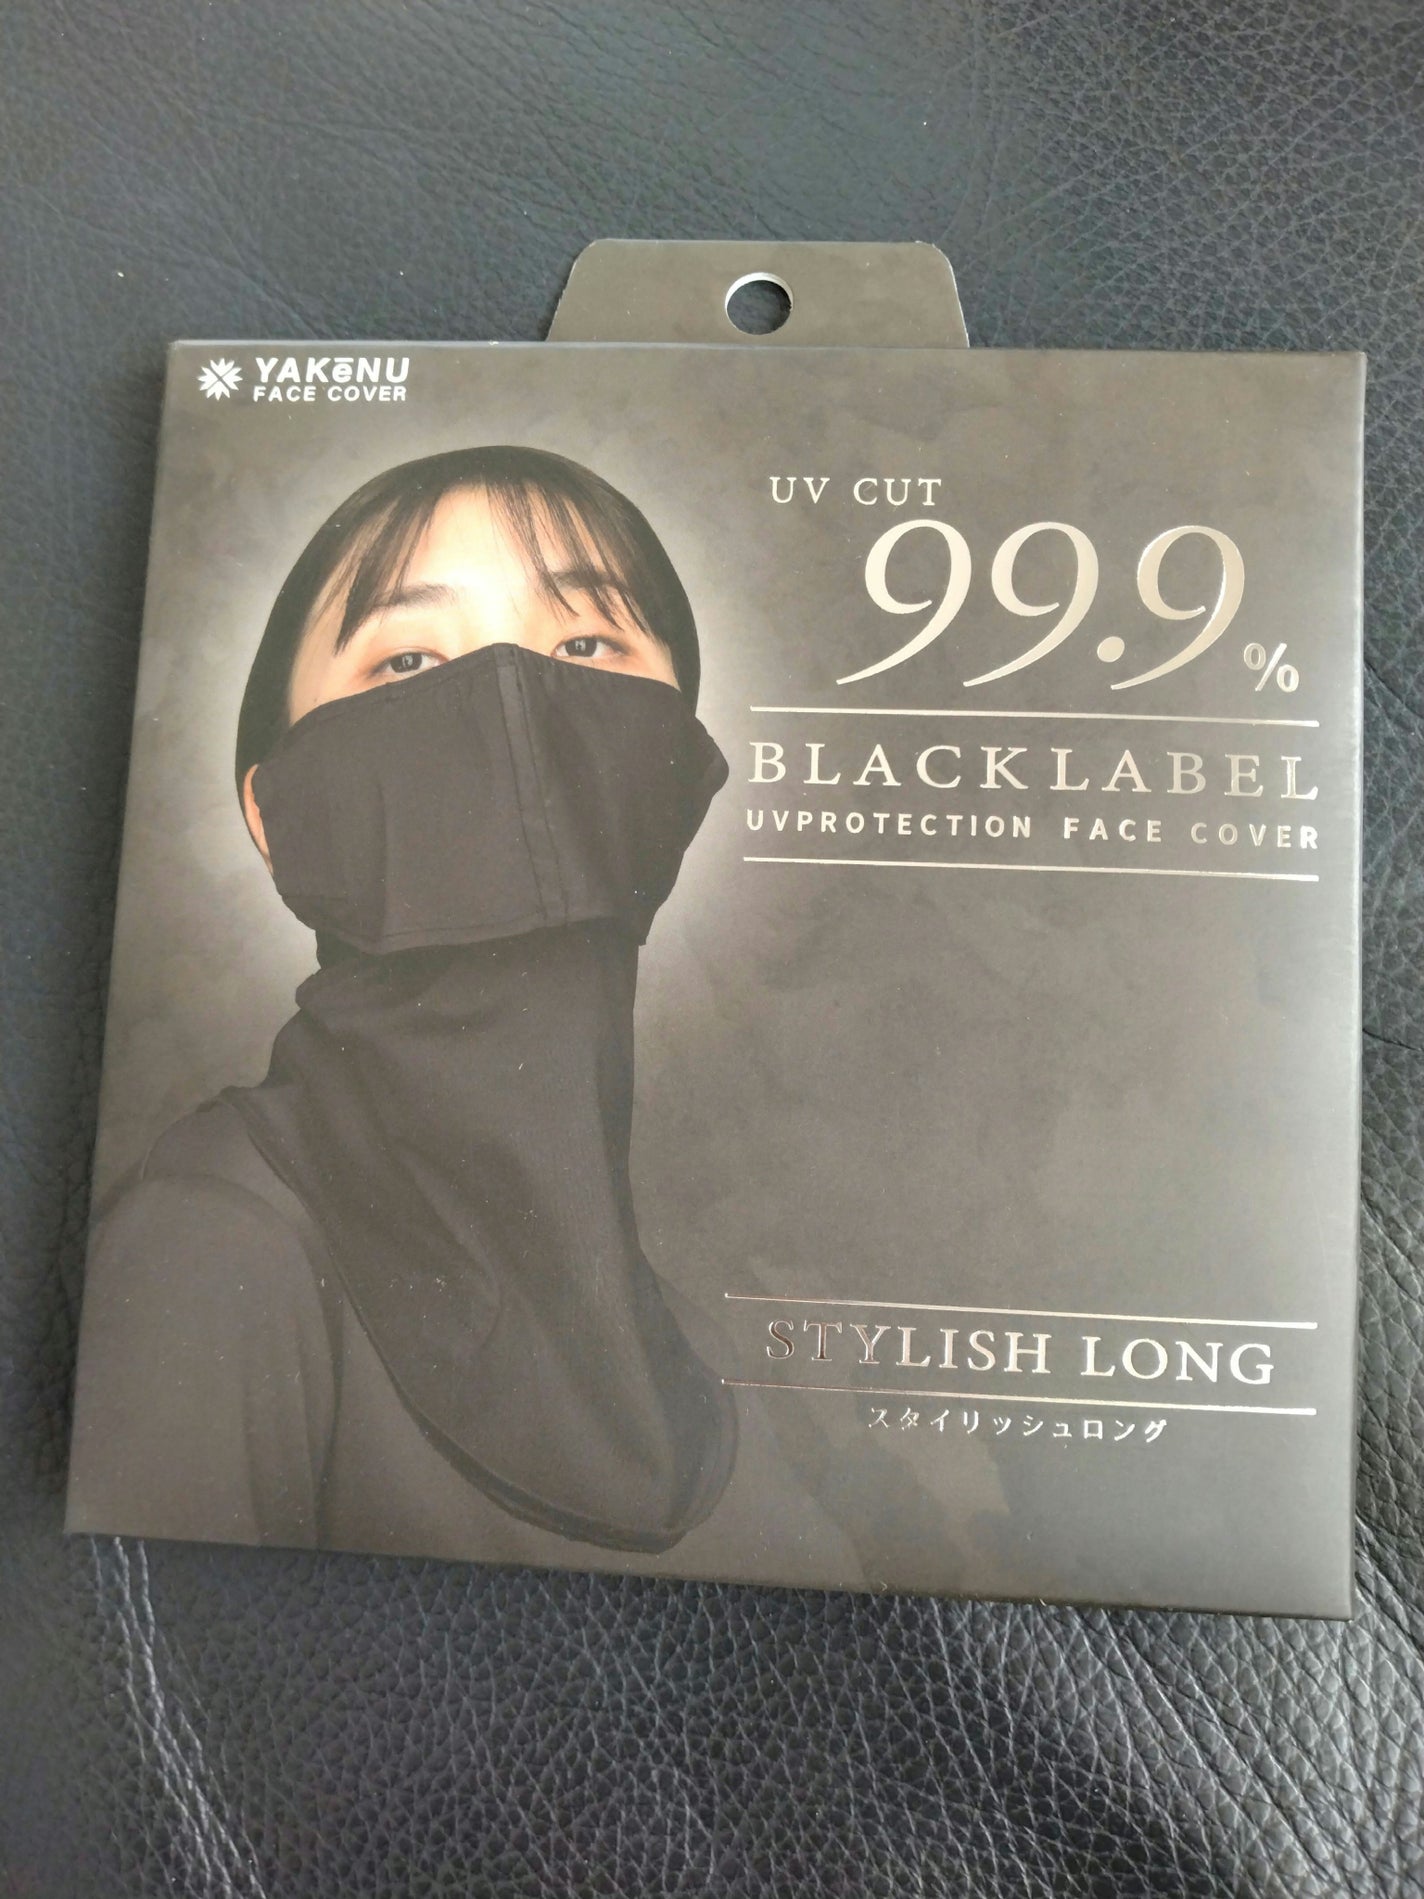 YAKēNU
FACE COVER
UV CUT
99.9%
BLACKLABEL
UVPROTECTION FACE COVER
STYLISH LONG
スタイリッシュロング